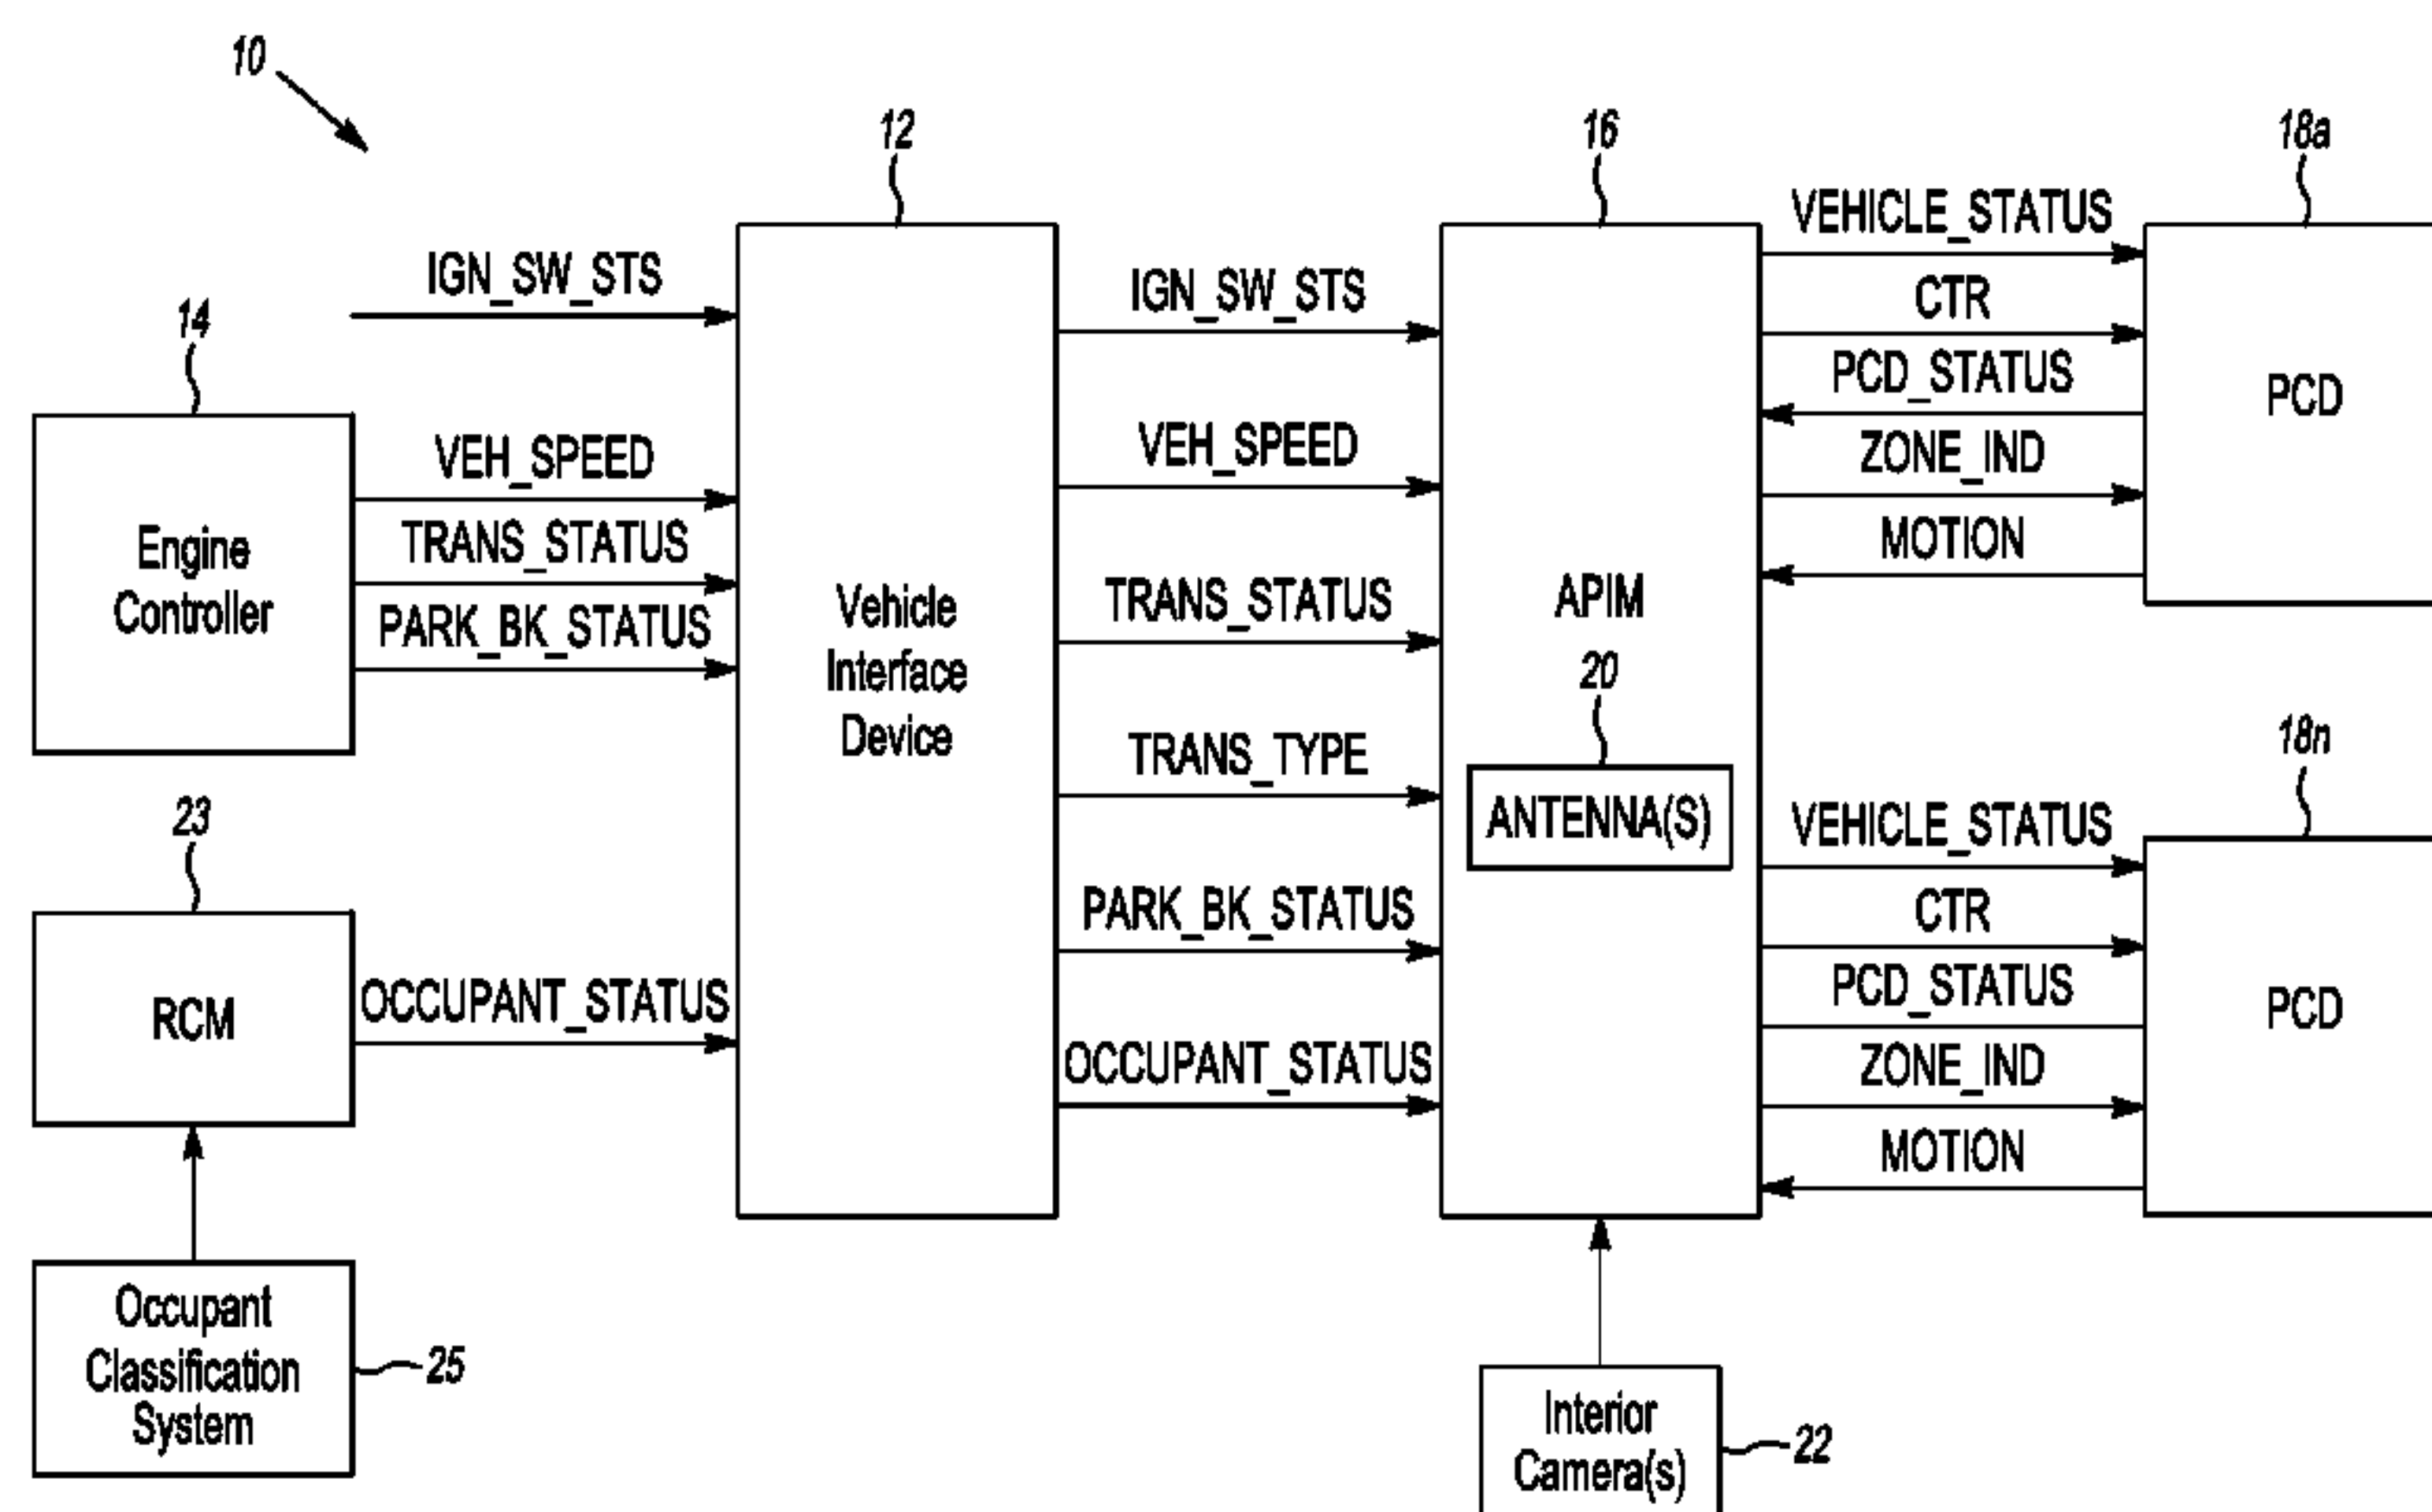 10
12
16
18a
IGN_SW_STS
IGN_SW_STS
VEHICLE_STATUS
CTR
PCD_STATUS
ZONE_IND
MOTION
PCD
14
Engine
Controller
VEH_SPEED
TRANS_STATUS
PARK_BK_STATUS
Vehicle
Interface
Device
VEH_SPEED
TRANS_STATUS
TRANS_TYPE
PARK_BK_STATUS
OCCUPANT_STATUS
APIM
20
ANTENNA(S)
18n
VEHICLE_STATUS
CTR
PCD_STATUS
ZONE_IND
MOTION
PCD
23
RCM
OCCUPANT_STATUS
Occupant
Classification
System
25
Interior
Camera(s)
22